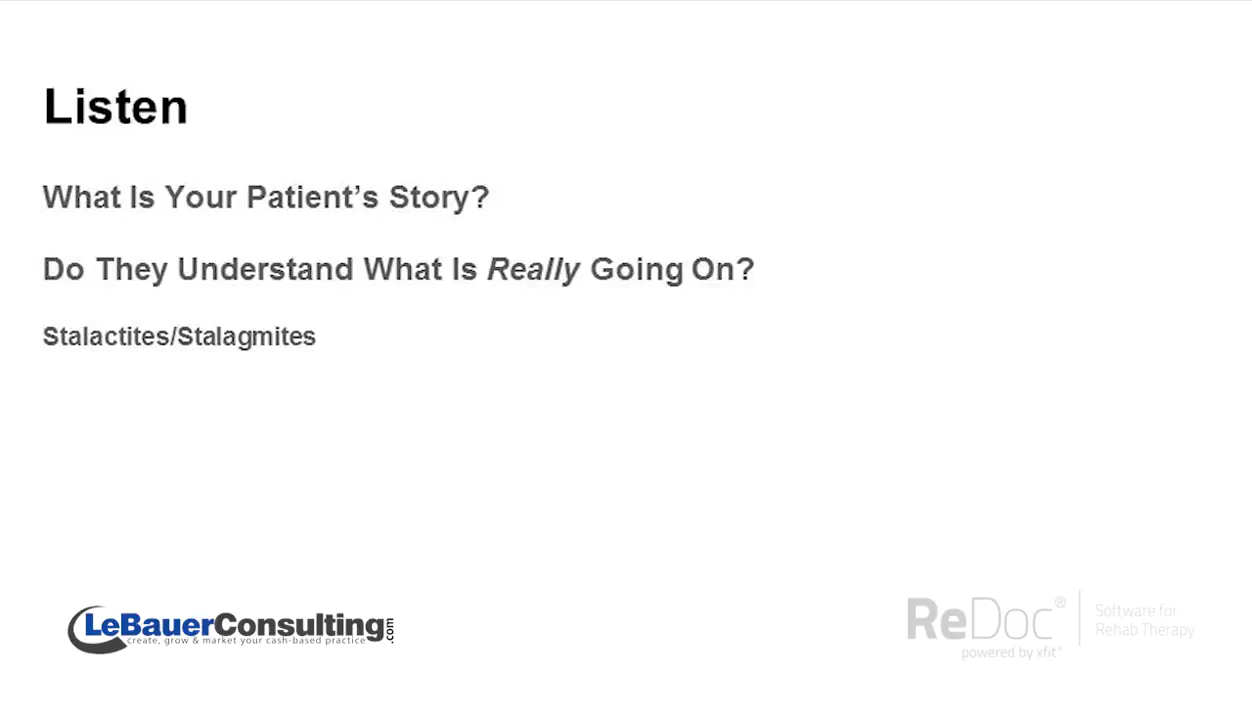 Listen
What Is Your Patient’s Story?
Do They Understand What Is Really Going On?
Stalactites/Stalagmites
LeBauerConsulting.com
create, grow & market your cash-based practice
ReDoc®
powered by xfit®
Software for
Rehab Therapy